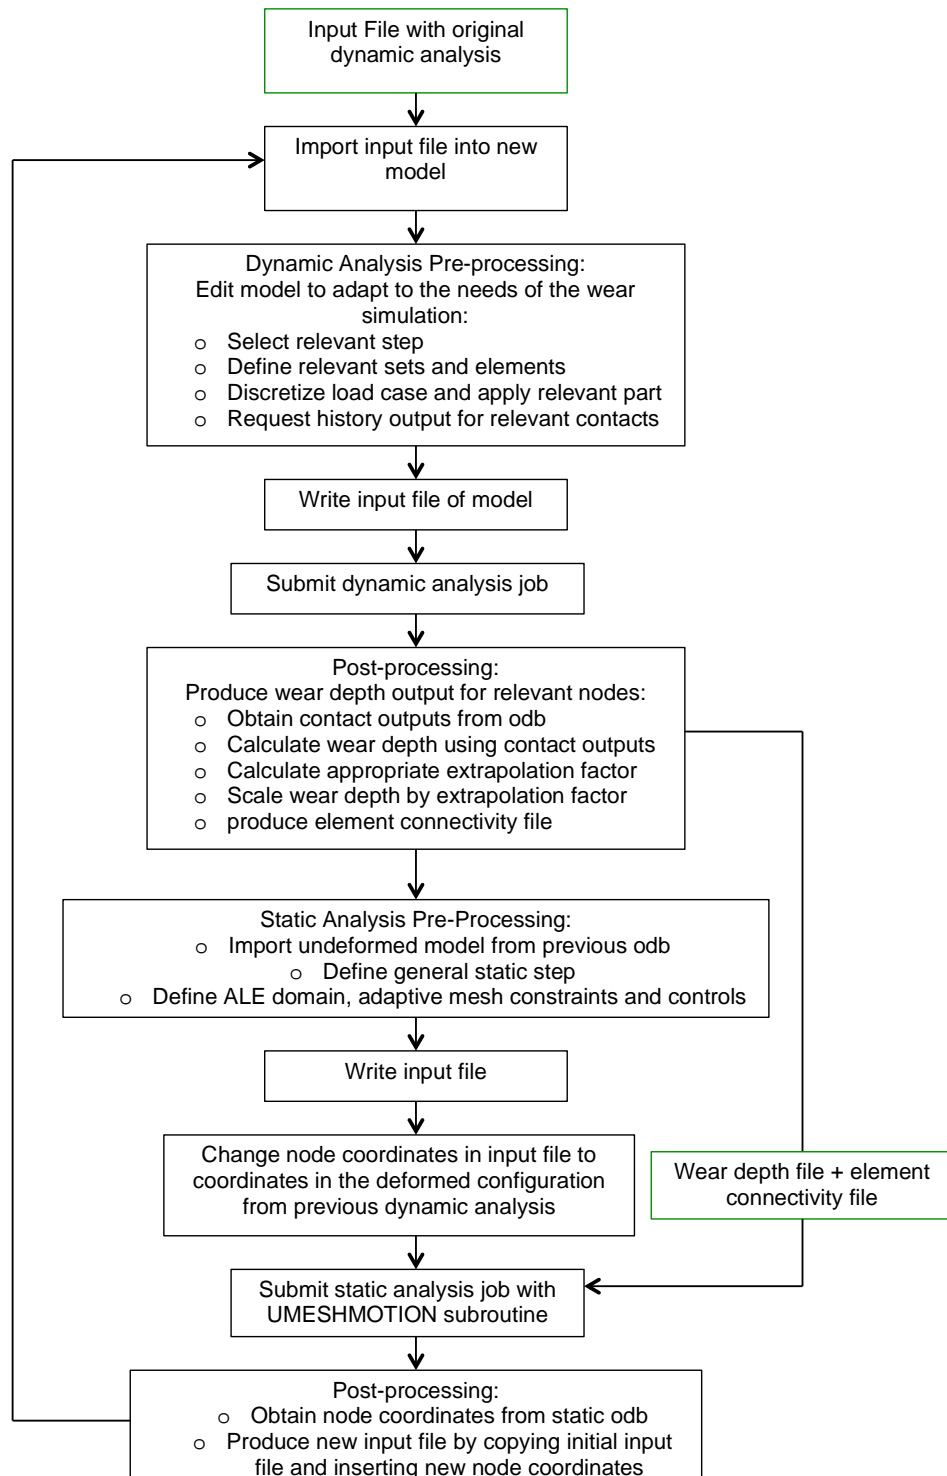 Input File with original
dynamic analysis
Import input file into new
model
Dynamic Analysis Pre-processing:
Edit model to adapt to the needs of the wear
simulation:
o Select relevant step
o Define relevant sets and elements
o Discretize load case and apply relevant part
o Request history output for relevant contacts
Write input file of model
Submit dynamic analysis job
Post-processing:
Produce wear depth output for relevant nodes:
o Obtain contact outputs from odb
o Calculate wear depth using contact outputs
o Calculate appropriate extrapolation factor
o Scale wear depth by extrapolation factor
o produce element connectivity file
Static Analysis Pre-Processing:
o Import undeformed model from previous odb
o Define general static step
o Define ALE domain, adaptive mesh constraints and controls
Write input file
Change node coordinates in input file to
coordinates in the deformed configuration
from previous dynamic analysis
Wear depth file + element
connectivity file
Submit static analysis job with
UMESHMOTION subroutine
Post-processing:
o Obtain node coordinates from static odb
o Produce new input file by copying initial input
file and inserting new node coordinates